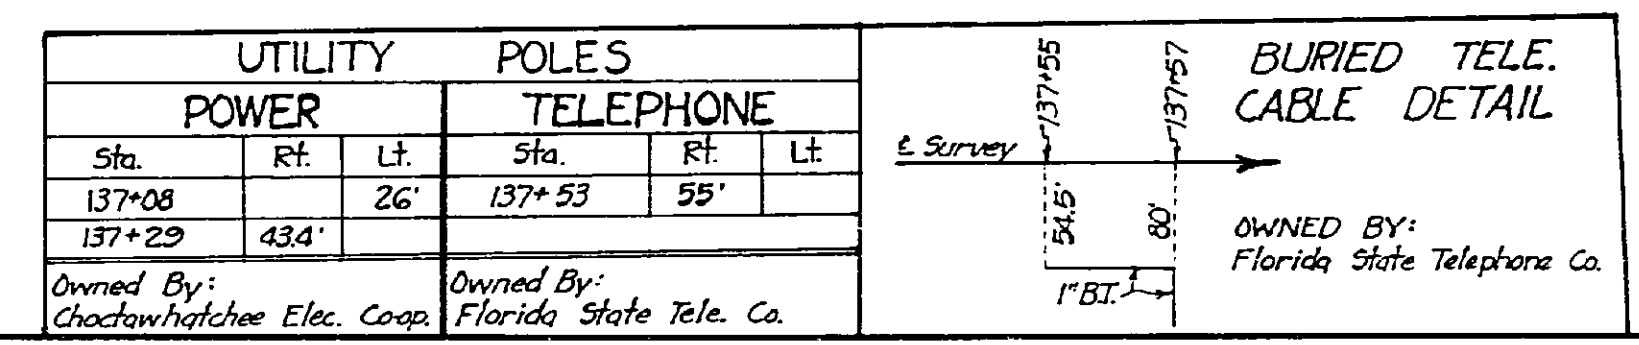 UTILITY POLES
POWER TELEPHONE
Sta. Rt. Lt. Sta. Rt. Lt.
137+08 26' 137+53 55'
137+29 43.4'
Owned By:
Choctawhatchee Elec. Co-op.
Owned By:
Florida State Tele. Co.
BURIED TELE.
CABLE DETAIL
137+55
137+57
℄ Survey
54.5'
80'
1" B.T.
OWNED BY:
Florida State Telephone Co.